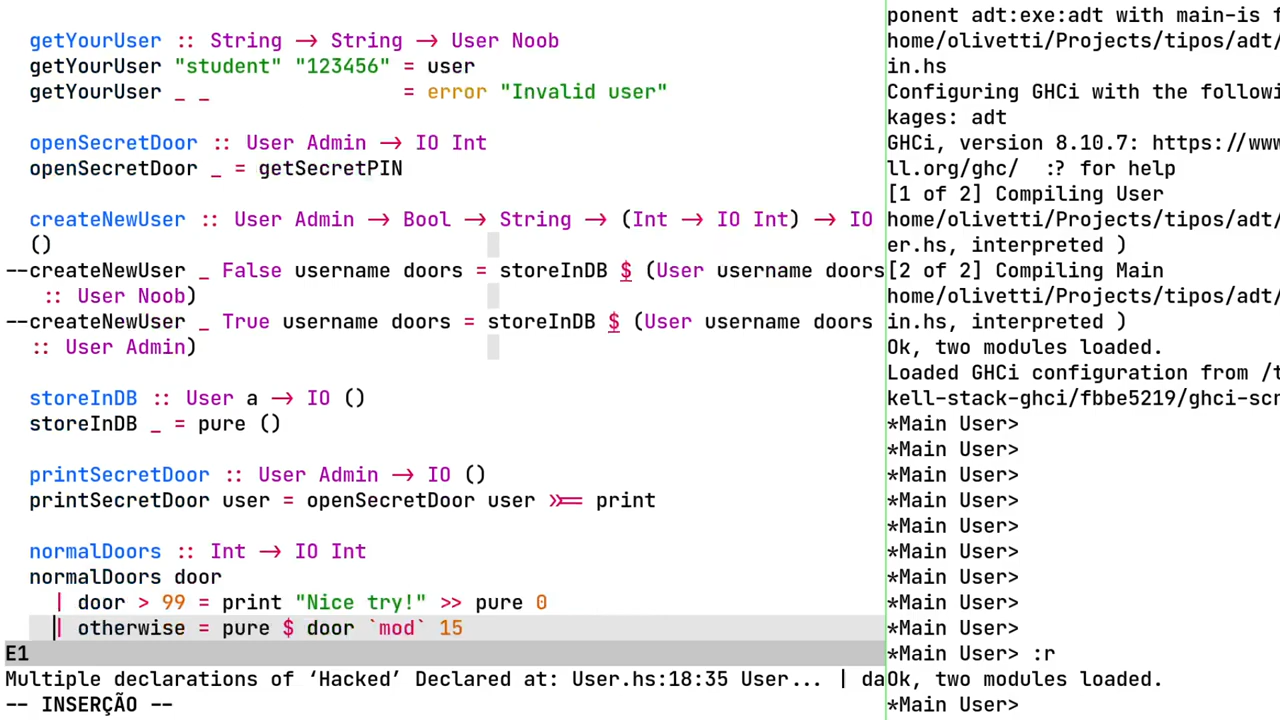 getYourUser :: String -> String -> User Noob
getYourUser "student" "123456" = user
getYourUser _ _ = error "Invalid user"
openSecretDoor :: User Admin -> IO Int
openSecretDoor _ = getSecretPIN
createNewUser :: User Admin -> Bool -> String -> (Int -> IO Int) -> IO
()
--createNewUser _ False username doors = storeInDB $ (User username doors
:: User Noob)
--createNewUser _ True username doors = storeInDB $ (User username doors
:: User Admin)
storeInDB :: User a -> IO ()
storeInDB _ = pure ()
printSecretDoor :: User Admin -> IO ()
printSecretDoor user = openSecretDoor user >>= print
normalDoors :: Int -> IO Int
normalDoors door
| door > 99 = print "Nice try!" >> pure 0
| otherwise = pure $ door `mod` 15
E1
Multiple declarations of ‘Hacked’ Declared at: User.hs:18:35 User... | da
-- INSERÇÃO --
ponent adt:exe:adt with main-is f
home/olivetti/Projects/tipos/adt/
in.hs
Configuring GHCi with the followi
kages: adt
GHCi, version 8.10.7: https://www
ll.org/ghc/  :? for help
[1 of 2] Compiling User
home/olivetti/Projects/tipos/adt/
er.hs, interpreted )
[2 of 2] Compiling Main
home/olivetti/Projects/tipos/adt/
in.hs, interpreted )
Ok, two modules loaded.
Loaded GHCi configuration from /t
kell-stack-ghci/fbbe5219/ghci-scr
*Main User>
*Main User>
*Main User>
*Main User>
*Main User>
*Main User>
*Main User>
*Main User>
*Main User>
*Main User> :r
Ok, two modules loaded.
*Main User>